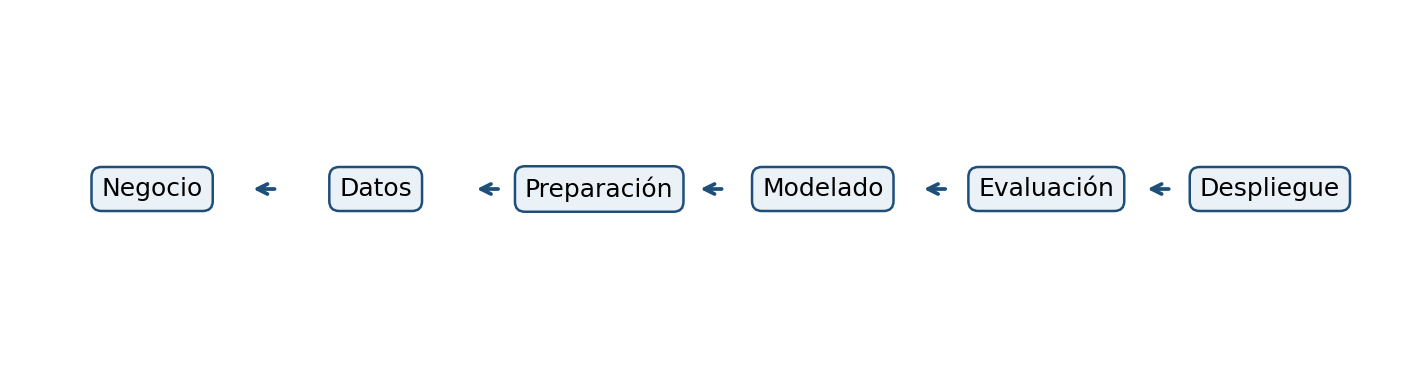 Negocio
Datos
Preparación
Modelado
Evaluación
Despliegue